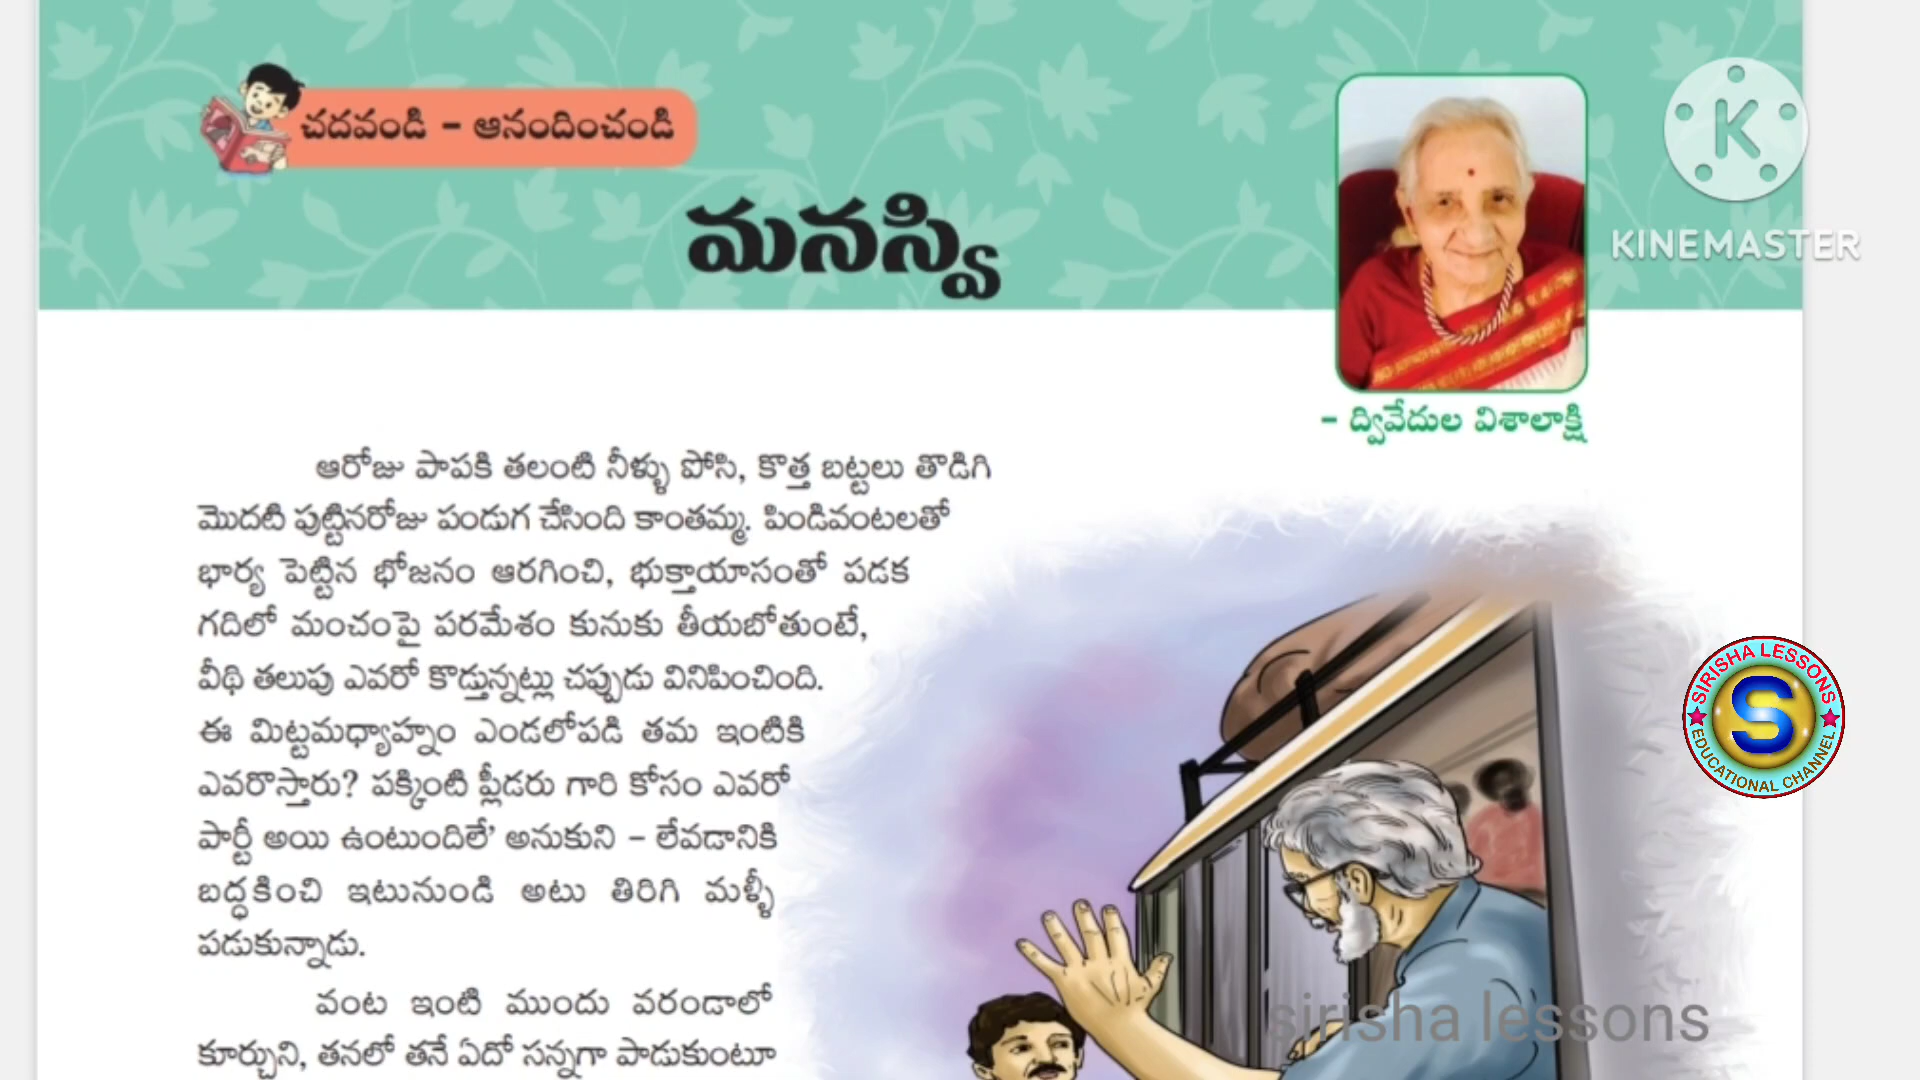 చదవండి - ఆనందించండి
మనస్వి
KINEMASTER
- ద్వివేదుల విశాలాక్షి
ఆరోజు పాపకి తలంటి నీళ్ళు పోసి, కొత్త బట్టలు తొడిగి
మొదటి పుట్టినరోజు పండుగ చేసింది కాంతమ్మ. పిండివంటలతో
భార్య పెట్టిన భోజనం ఆరగించి, భుక్తాయాసంతో పడక
గదిలో మంచంపై పరమేశం కునుకు తీయబోతుంటే,
వీథి తలుపు ఎవరో కొడ్తున్నట్లు చప్పుడు వినిపించింది.
ఈ మిట్టమధ్యాహ్నం ఎండలోపడి తమ ఇంటికి
ఎవరొస్తారు? పక్కింటి ప్లీడరు గారి కోసం ఎవరో
పార్టీ అయి ఉంటుందిలే' అనుకుని - లేవడానికి
బద్ధకించి ఇటునుండి అటు తిరిగి మళ్ళీ
పడుకున్నాడు.
వంట ఇంటి ముందు వరండాలో
కూర్చుని, తనలో తనే ఏదో సన్నగా పాడుకుంటూ
SIRISHA LESSONS
S
EDUCATIONAL CHANNEL
sirisha lessons